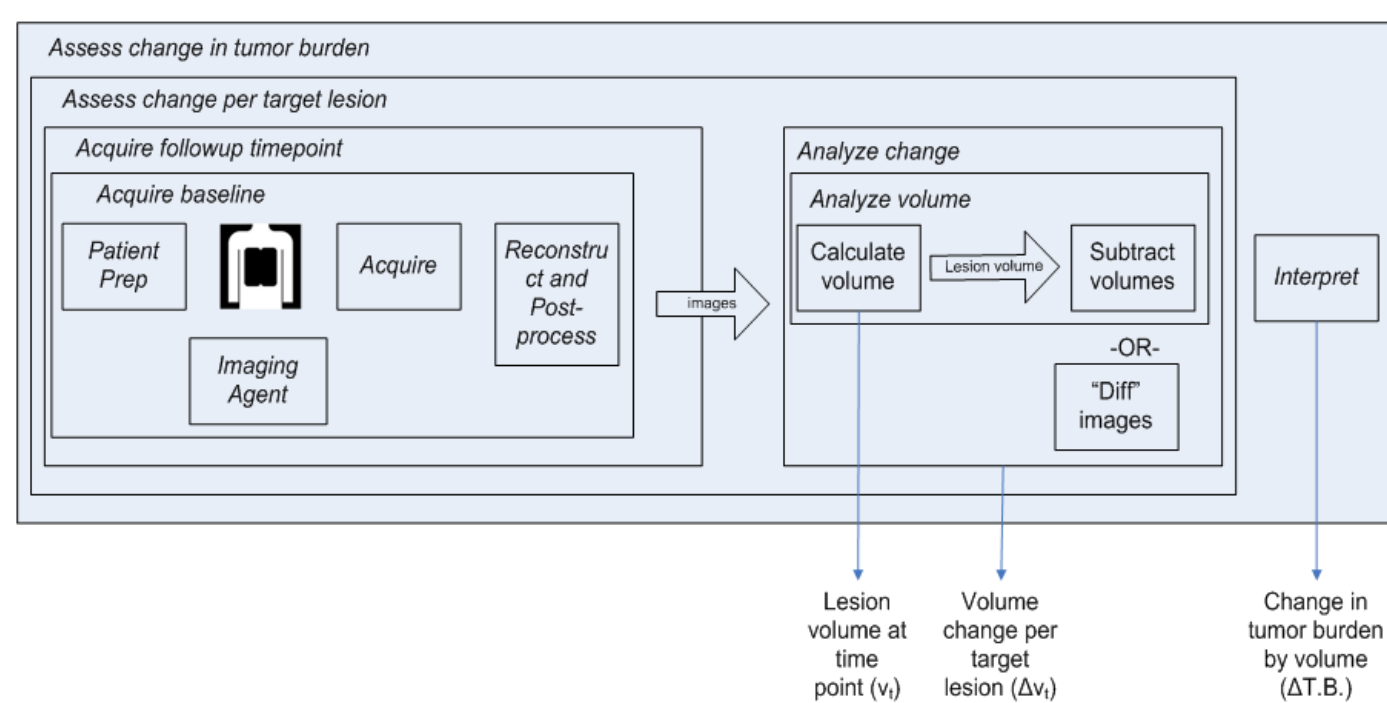 Assess change in tumor burden
Assess change per target lesion
Acquire followup timepoint
Acquire baseline
Patient
Prep
Acquire
Reconstru
ct and
Post-
process
Imaging
Agent
images
Analyze change
Analyze volume
Calculate
volume
Lesion volume
Subtract
volumes
-OR-
“Diff”
images
Interpret
Lesion
volume at
time
point (vₜ)
Volume
change per
target
lesion (Δvₜ)
Change in
tumor burden
by volume
(ΔT.B.)